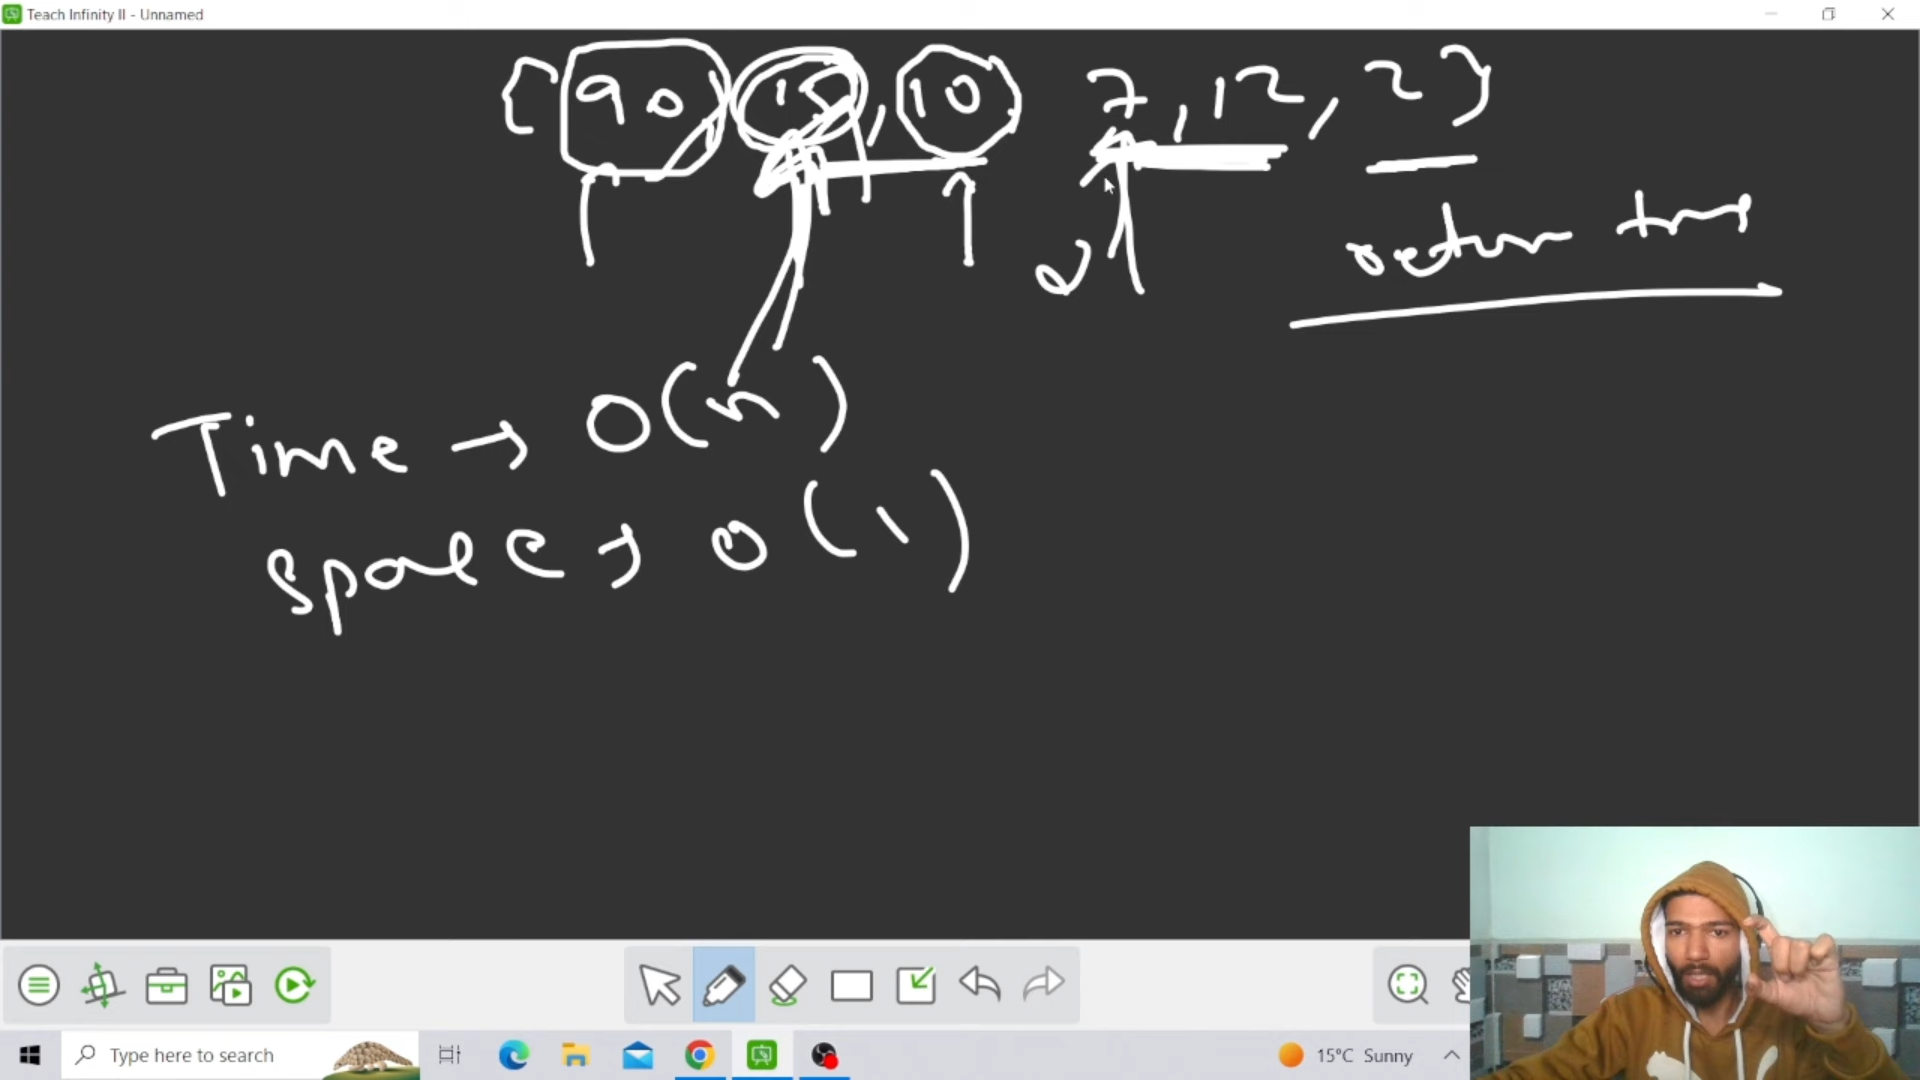 Teach Infinity II - Unnamed
{90 15, 10 7, 12, 2}
return true
Time → O(n)
Space → O(1)
Type here to search
15°C Sunny